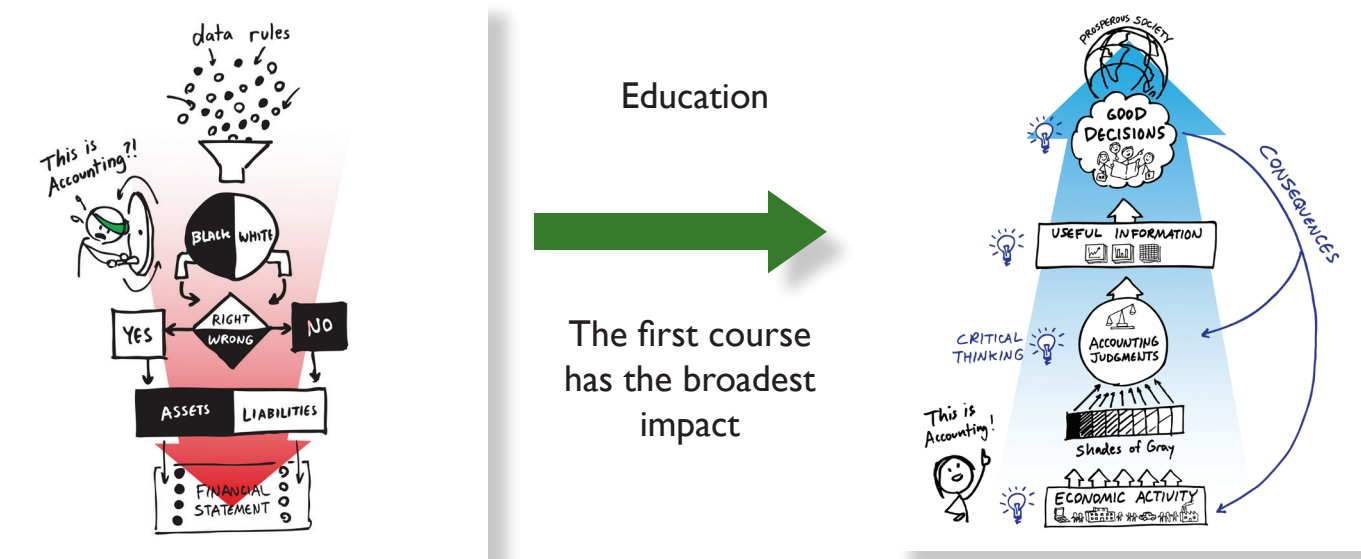 data rules
This is
Accounting?!
BLACK WHITE
RIGHT
WRONG
YES
NO
ASSETS LIABILITIES
FINANCIAL
STATEMENT
Education
The first course
has the broadest
impact
PROSPEROUS SOCIETY
GOOD
DECISIONS
CONSEQUENCES
USEFUL INFORMATION
CRITICAL
THINKING
ACCOUNTING
JUDGMENTS
This is
Accounting!
Shades of Gray
ECONOMIC ACTIVITY